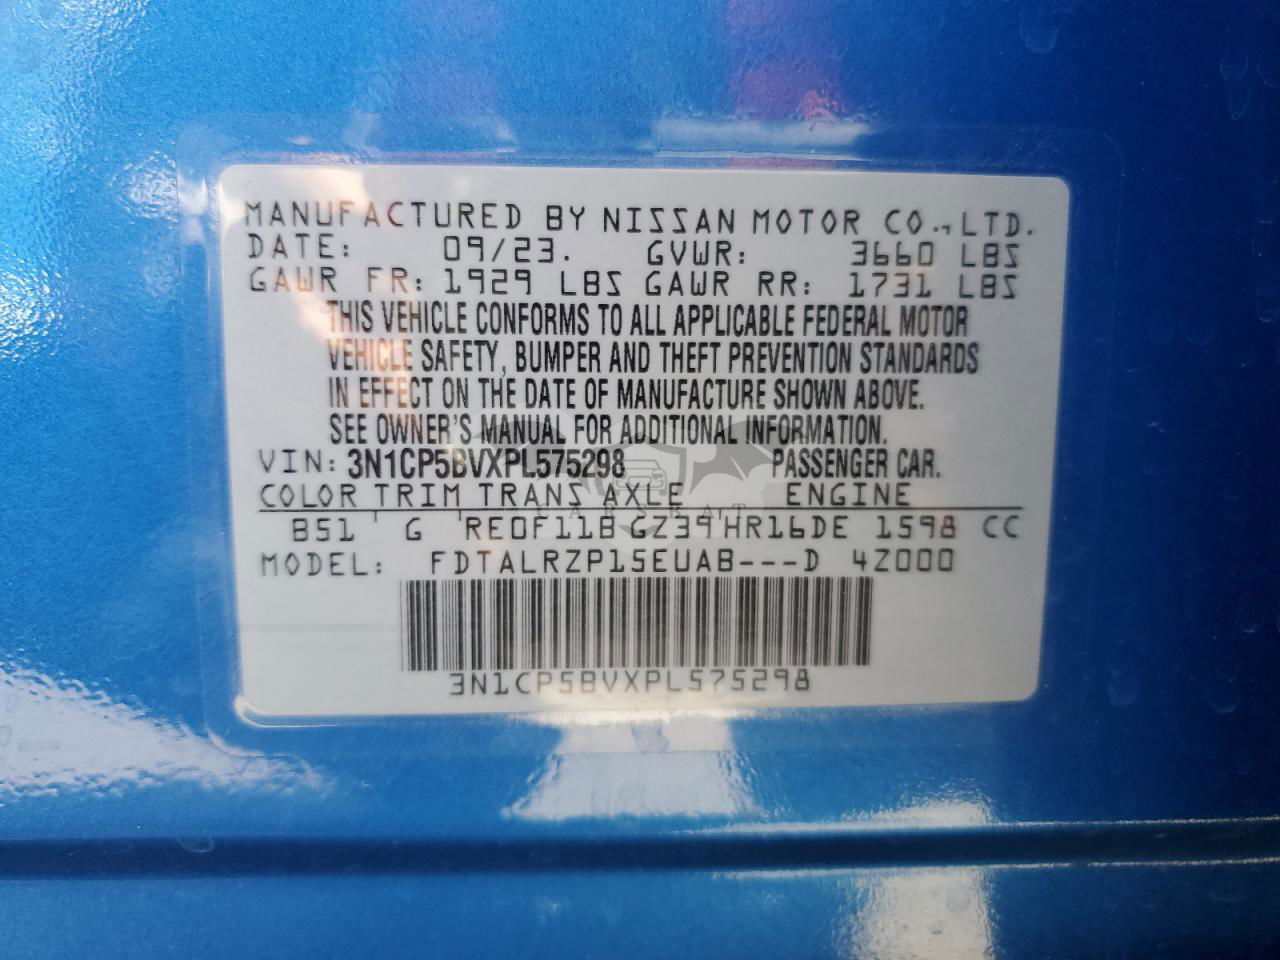 MANUFACTURED BY NISSAN MOTOR CO., LTD.
DATE: 09/23. GVWR: 3660 LBS
GAWR FR: 1929 LBS GAWR RR: 1731 LBS
THIS VEHICLE CONFORMS TO ALL APPLICABLE FEDERAL MOTOR
VEHICLE SAFETY, BUMPER AND THEFT PREVENTION STANDARDS
IN EFFECT ON THE DATE OF MANUFACTURE SHOWN ABOVE.
SEE OWNER'S MANUAL FOR ADDITIONAL INFORMATION.
VIN: 3N1CP5BVXPL575298 PASSENGER CAR.
COLOR TRIM TRANS AXLE ENGINE
CARSBAT
B51 G RE0F11B GZ39 HR16DE 1598 CC
MODEL: FDTALRZP15EUAB---D 4Z000
3N1CP5BVXPL575298